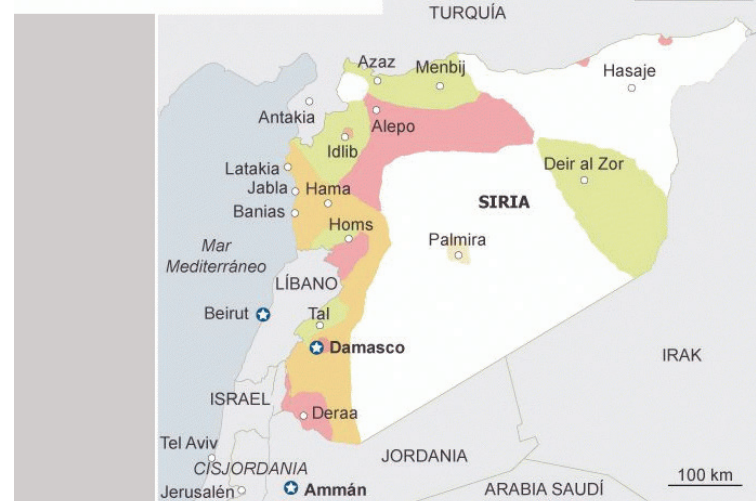 TURQUÍA
Azaz
Menbij
Hasaje
Antakia
Alepo
Idlib
Latakia
Deir al Zor
Jabla
Hama
SIRIA
Banias
Homs
Palmira
Mar
Mediterráneo
LÍBANO
Beirut
Tal
Damasco
IRAK
ISRAEL
Deraa
Tel Aviv
JORDANIA
CISJORDANIA
100 km
Jerusalén
Ammán
ARABIA SAUDÍ